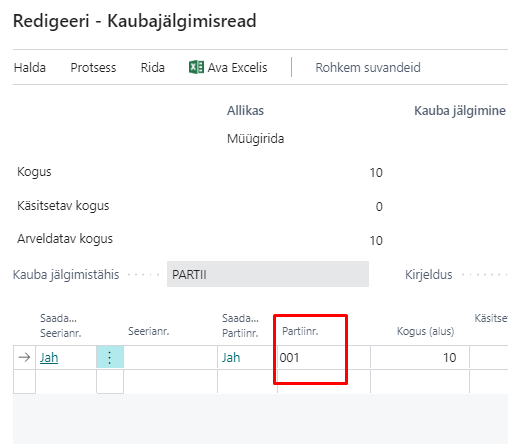 Redigeeri - Kaubajälgimisread
Halda Protsess Rida Ava Excelis Rohkem suvandeid
Allikas Kauba jälgimine
Müügirida
Kogus 10
Käsitsetav kogus 0
Arveldatav kogus 10
Kauba jälgimistähis PARTII Kirjeldus
Saada... Seerianr. Seerianr. Saada... Partiinr. Partiinr. Kogus (alus) Käsitset
Jah Jah 001 10